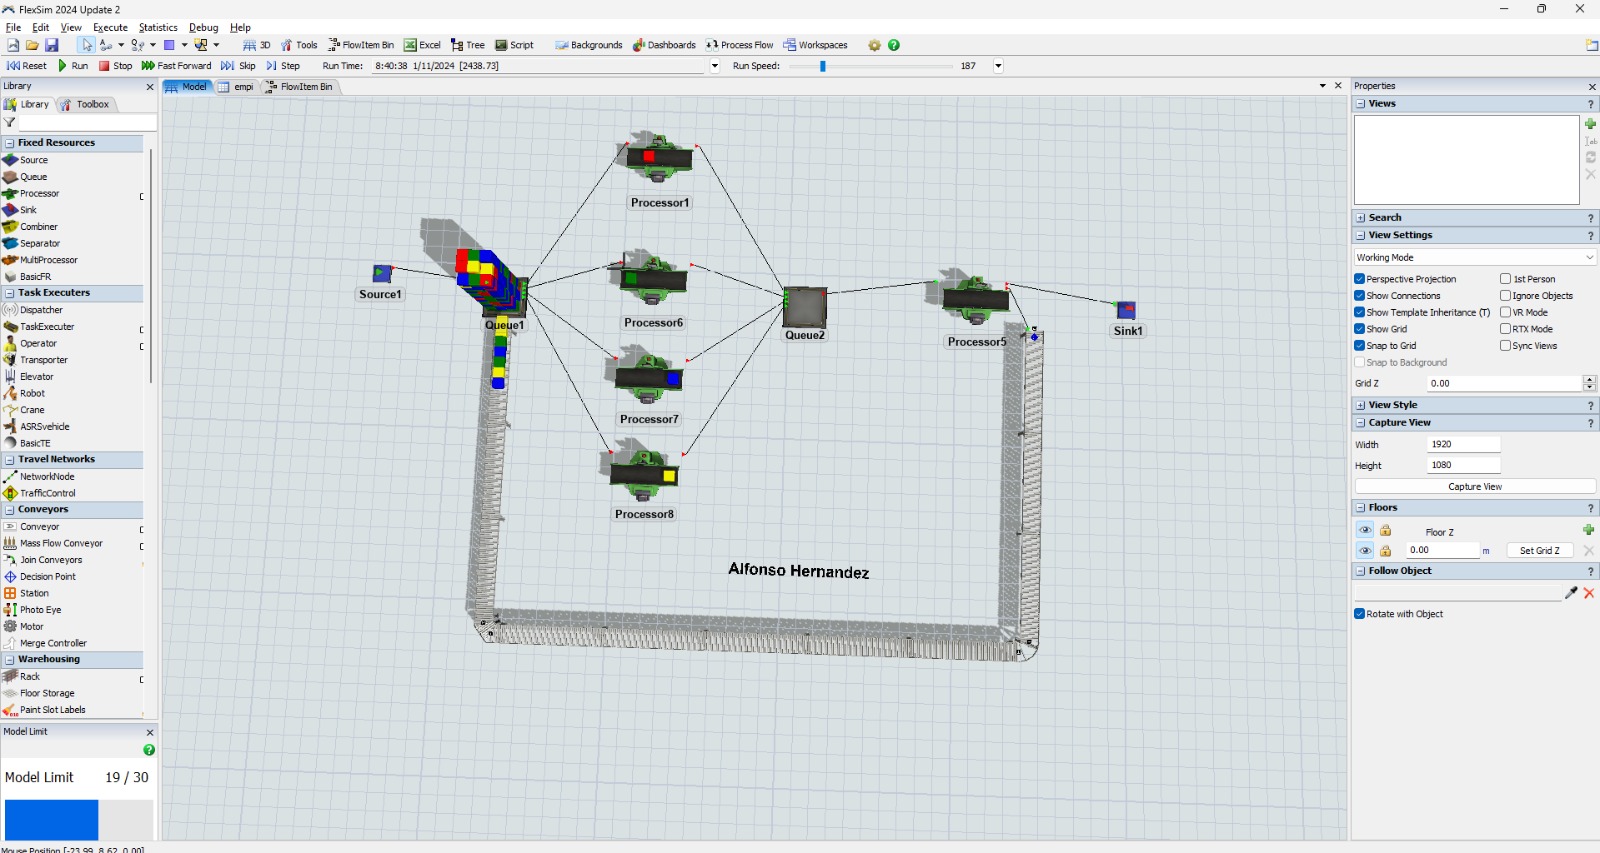 FlexSim 2024 Update 2
File Edit View Execute Statistics Debug Help
3D Tools FlowItem Bin Excel Tree Script Backgrounds Dashboards Process Flow Workspaces
Reset Run Stop Fast Forward Skip Step Run Time: 8:40:38 1/11/2024 [2438.73] Run Speed: 187
Library
Library Toolbox
Fixed Resources
Source
Queue
Processor
Sink
Combiner
Separator
MultiProcessor
BasicFR
Task Executers
Dispatcher
TaskExecuter
Operator
Transporter
Elevator
Robot
Crane
ASRSvehicle
BasicTE
Travel Networks
NetworkNode
TrafficControl
Conveyors
Conveyor
Mass Flow Conveyor
Join Conveyors
Decision Point
Station
Photo Eye
Motor
Merge Controller
Warehousing
Rack
Floor Storage
Paint Slot Labels
Model Limit
Model Limit 19 / 30
Mouse Position [-23.99, 8.62, 0.00]
Model empi FlowItem Bin
Processor1
Source1
Queue1
Processor6
Queue2
Processor5
Sink1
Processor7
Processor8
Alfonso Hernandez
Properties
Views
Search
View Settings
Working Mode
Perspective Projection 1st Person
Show Connections Ignore Objects
Show Template Inheritance (T) VR Mode
Show Grid RTX Mode
Snap to Grid Sync Views
Snap to Background
Grid Z 0.00
View Style
Capture View
Width 1920
Height 1080
Capture View
Floors
Floor Z
0.00 m Set Grid Z
Follow Object
Rotate with Object